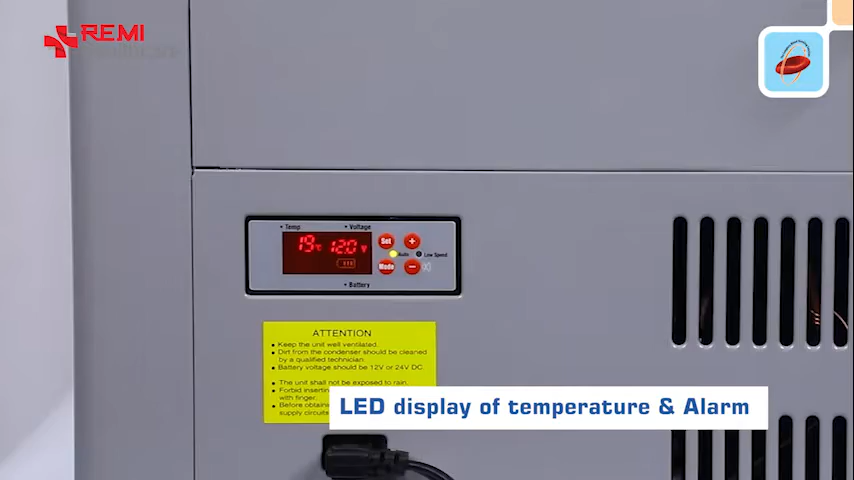 REMI
Temp.
Voltage
19°C 12.0 V
Set
+
Auto
Low Speed
Mode
−
Battery
ATTENTION
• Keep the unit well ventilated.
• Dirt from the condenser should be cleaned
by a qualified technician.
• Battery voltage should be 12V or 24V DC
• The unit shall not be exposed to rain.
• Forbid inserting
with finger.
• Before
supply circuits
LED display of temperature & Alarm